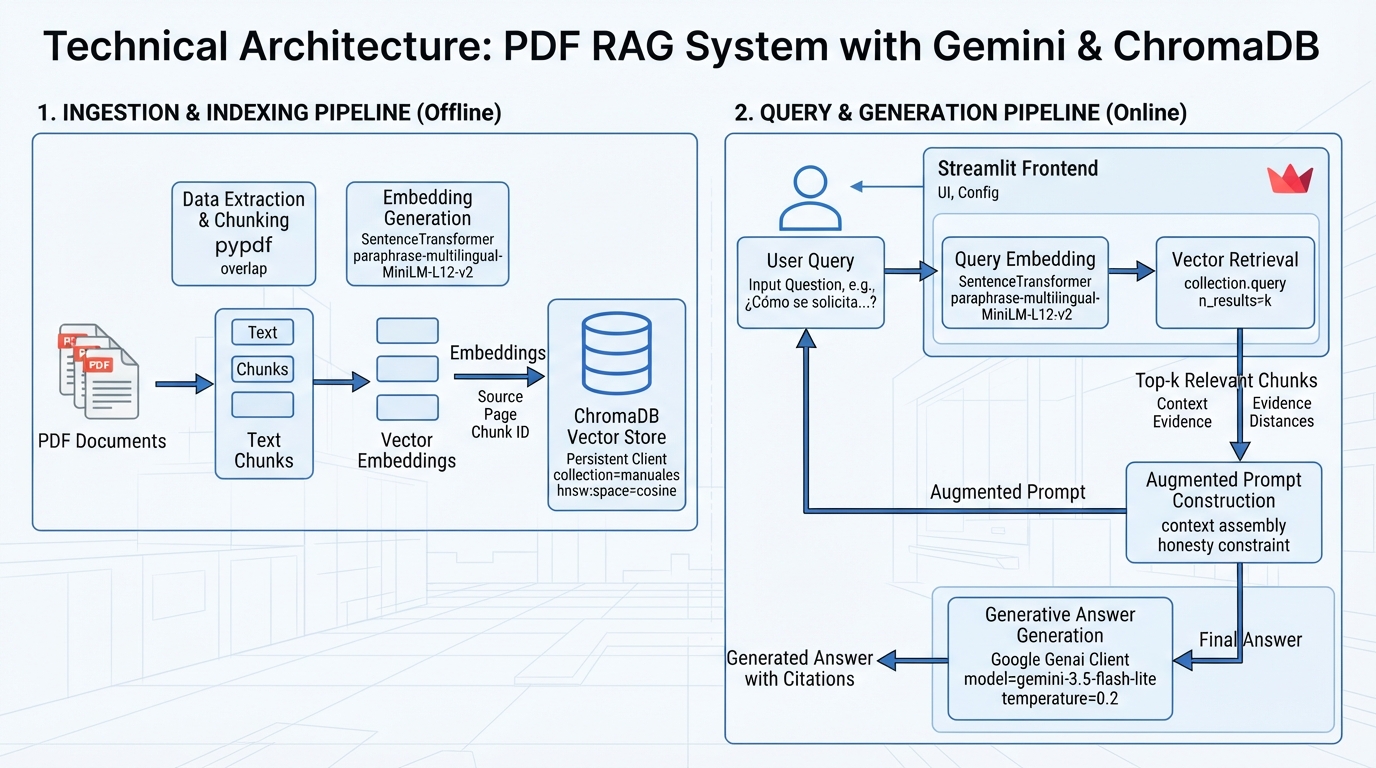 Technical Architecture: PDF RAG System with Gemini & ChromaDB
1. INGESTION & INDEXING PIPELINE (Offline)
Data Extraction
& Chunking
pypdf
overlap
Embedding
Generation
SentenceTransformer
paraphrase-multilingual-
MiniLM-L12-v2
PDF
PDF
PDF
PDF Documents
Text
Chunks
Text
Chunks
Vector
Embeddings
Embeddings
Source
Page
Chunk ID
ChromaDB
Vector Store
Persistent Client
collection=manuales
hnsw:space=cosine
2. QUERY & GENERATION PIPELINE (Online)
Streamlit Frontend
UI, Config
User Query
Input Question, e.g.,
¿Cómo se solicita...?
Query Embedding
SentenceTransformer
paraphrase-multilingual-
MiniLM-L12-v2
Vector Retrieval
collection.query
n_results=k
Top-k Relevant Chunks
Context
Evidence
Evidence
Distances
Augmented Prompt
Augmented Prompt
Construction
context assembly
honesty constraint
Final Answer
Generative Answer
Generation
Google Genai Client
model=gemini-3.5-flash-lite
temperature=0.2
Generated Answer
with Citations